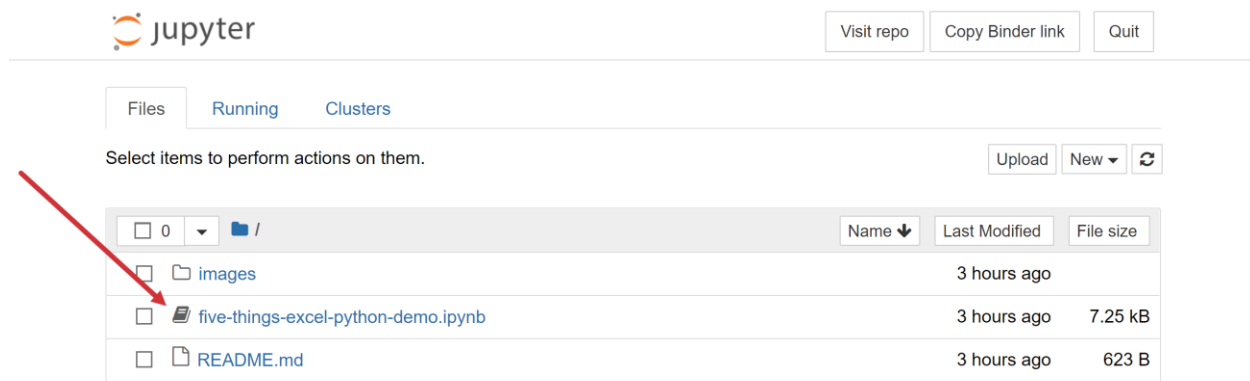 jupyter
Visit repo Copy Binder link Quit
Files Running Clusters
Select items to perform actions on them.
Upload New
0 / Name Last Modified File size
images 3 hours ago
five-things-excel-python-demo.ipynb 3 hours ago 7.25 kB
README.md 3 hours ago 623 B